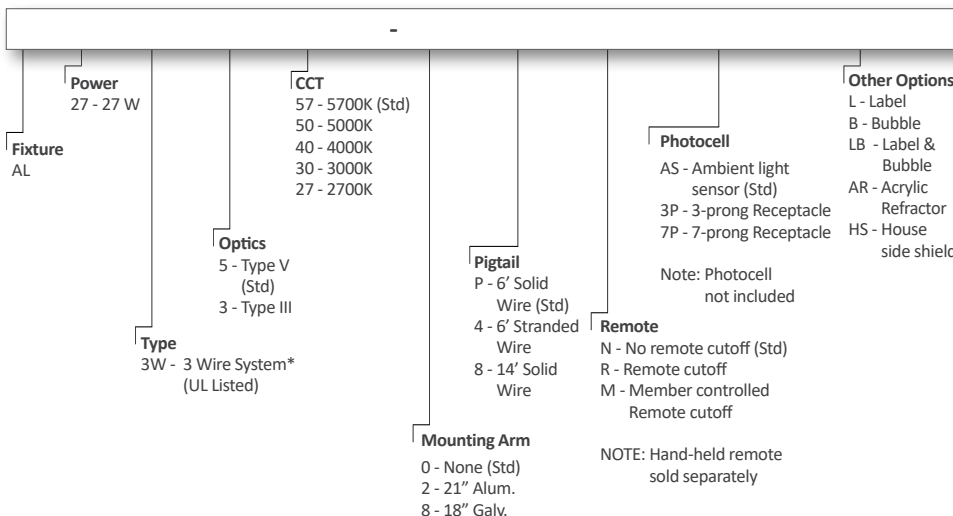 -
Fixture
AL
Power
27 - 27 W
Type
3W - 3 Wire System*
(UL Listed)
Optics
5 - Type V
(Std)
3 - Type III
CCT
57 - 5700K (Std)
50 - 5000K
40 - 4000K
30 - 3000K
27 - 2700K
Mounting Arm
0 - None (Std)
2 - 21” Alum.
8 - 18” Galv.
Pigtail
P - 6’ Solid
Wire (Std)
4 - 6’ Stranded
Wire
8 - 14’ Solid
Wire
Remote
N - No remote cutoff (Std)
R - Remote cutoff
M - Member controlled
Remote cutoff
NOTE: Hand-held remote
sold separately
Photocell
AS - Ambient light
sensor (Std)
3P - 3-prong Receptacle
7P - 7-prong Receptacle
Note: Photocell
not included
Other Options
L - Label
B - Bubble
LB - Label &
Bubble
AR - Acrylic
Refractor
HS - House
side shield